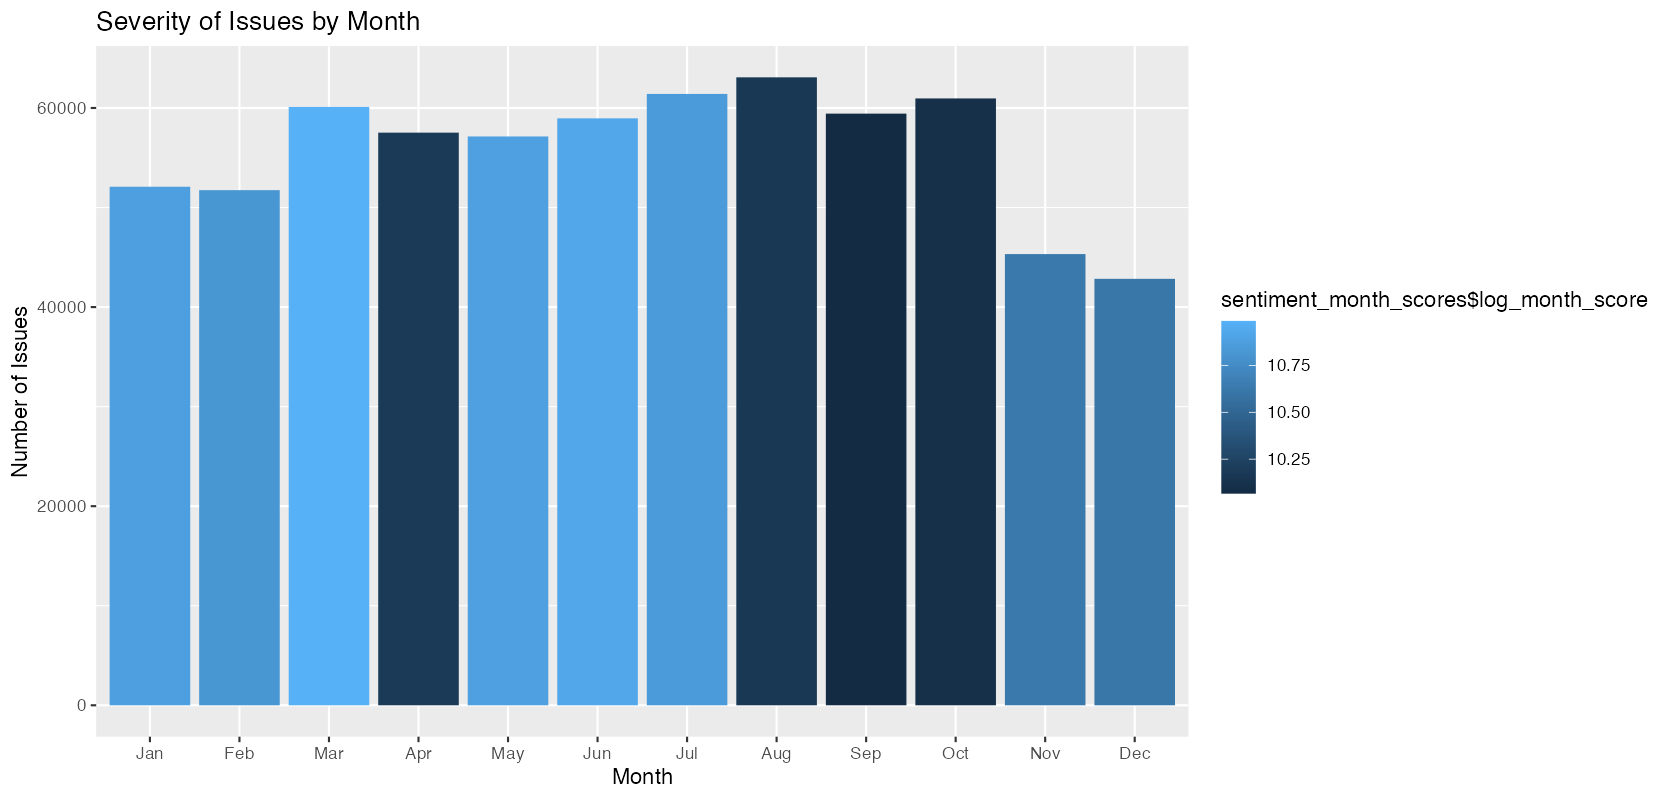 Severity of Issues by Month
Number of Issues
60000
40000
20000
0
Jan Feb Mar Apr May Jun Jul Aug Sep Oct Nov Dec
Month
sentiment_month_scores$log_month_score
10.75
10.50
10.25